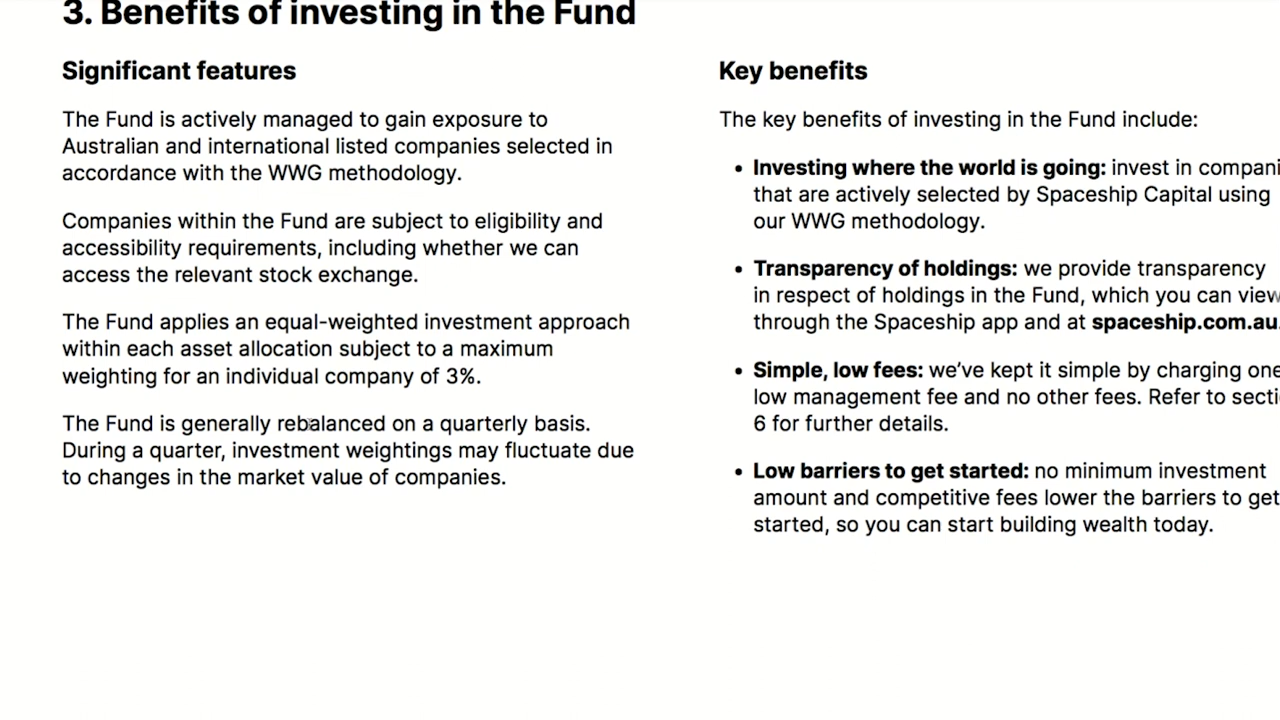 3. Benefits of investing in the Fund
Significant features
The Fund is actively managed to gain exposure to
Australian and international listed companies selected in
accordance with the WWG methodology.
Companies within the Fund are subject to eligibility and
accessibility requirements, including whether we can
access the relevant stock exchange.
The Fund applies an equal-weighted investment approach
within each asset allocation subject to a maximum
weighting for an individual company of 3%.
The Fund is generally rebalanced on a quarterly basis.
During a quarter, investment weightings may fluctuate due
to changes in the market value of companies.
Key benefits
The key benefits of investing in the Fund include:
• Investing where the world is going: invest in compani
that are actively selected by Spaceship Capital using
our WWG methodology.
• Transparency of holdings: we provide transparency
in respect of holdings in the Fund, which you can view
through the Spaceship app and at spaceship.com.au.
• Simple, low fees: we've kept it simple by charging one
low management fee and no other fees. Refer to secti
6 for further details.
• Low barriers to get started: no minimum investment
amount and competitive fees lower the barriers to get
started, so you can start building wealth today.